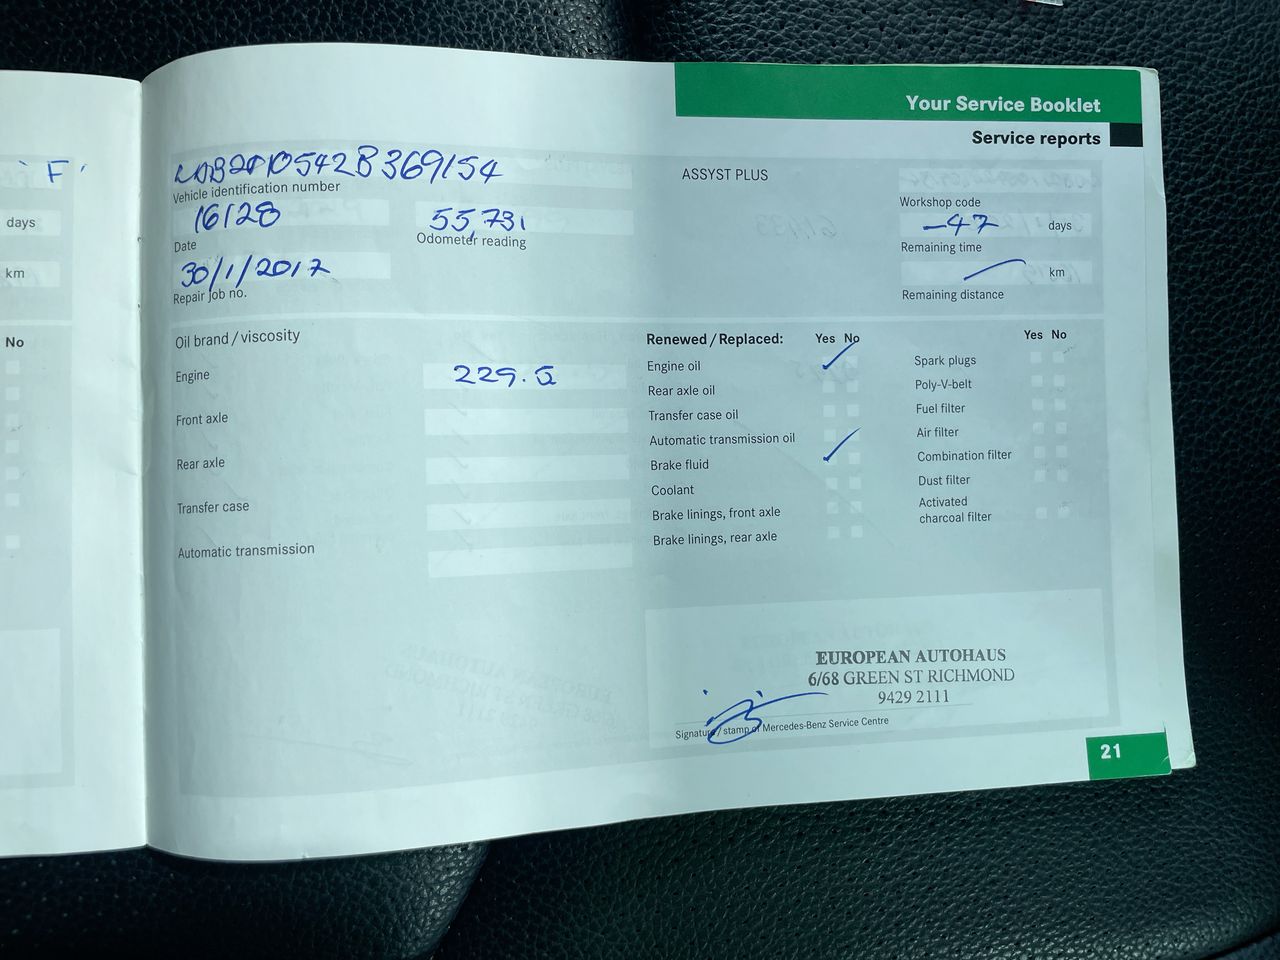 Your Service Booklet
Service reports
F
days
km
No
WDB2110542B369154
Vehicle identification number
16128
55,731
Date
Odometer reading
30/1/2017
Repair Job no.
ASSYST PLUS
Workshop code
-47 days
Remaining time
km
Remaining distance
Oil brand / viscosity
Engine
229.5
Front axle
Rear axle
Transfer case
Automatic transmission
Renewed / Replaced: Yes No
Engine oil
Rear axle oil
Transfer case oil
Automatic transmission oil
Brake fluid
Coolant
Brake linings, front axle
Brake linings, rear axle
Yes No
Spark plugs
Poly-V-belt
Fuel filter
Air filter
Combination filter
Dust filter
Activated
charcoal filter
EUROPEAN AUTOHAUS
6/68 GREEN ST RICHMOND
9429 2111
Signature / stamp of Mercedes-Benz Service Centre
21